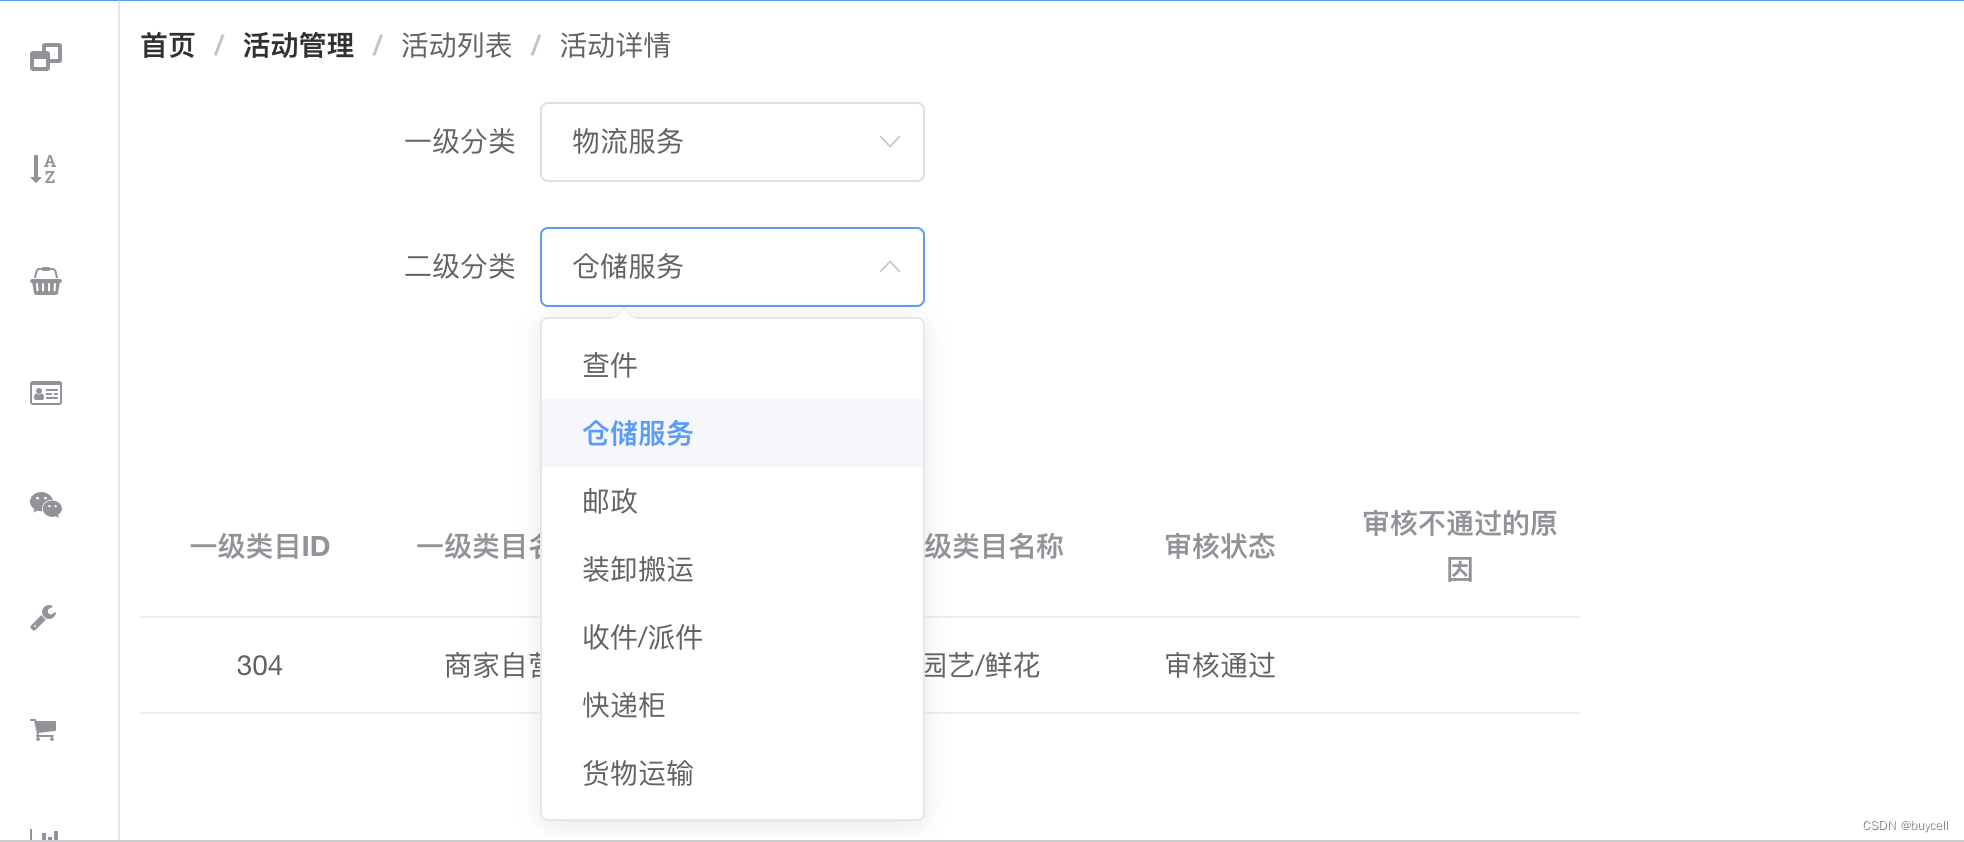 首页 / 活动管理 / 活动列表 / 活动详情
一级分类 物流服务
二级分类 仓储服务
查件
仓储服务
邮政
装卸搬运
收件/派件
快递柜
货物运输
一级类目ID 一级类目 级类目名称 审核状态 审核不通过的原
因
304 商家自 园艺/鲜花 审核通过
CSDN @buycell